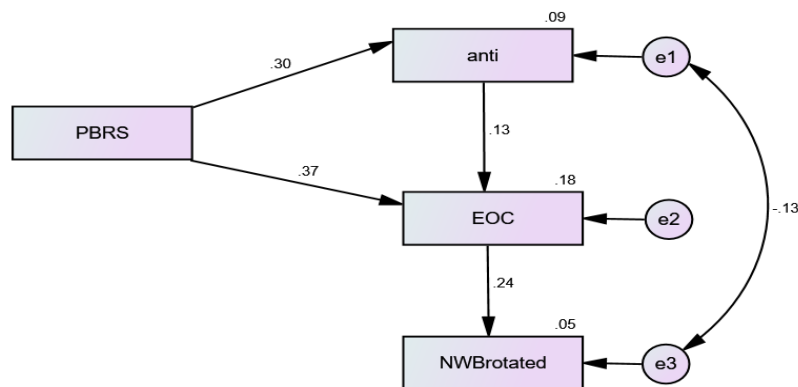 .09
anti
e1
.30
PBRS
.13
.37
.18
EOC
e2
-.13
.24
.05
NWBrotated
e3